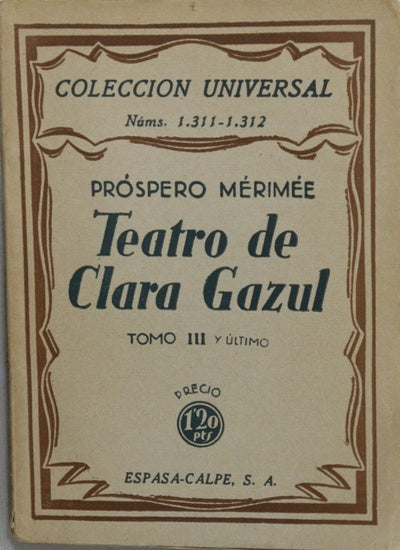 COLECCION UNIVERSAL
Núms. 1.311-1.312
PRÓSPERO MÉRIMÉE
Teatro de
Clara Gazul
TOMO III Y ÚLTIMO
PRECIO
1'20
pts
ESPASA-CALPE, S. A.